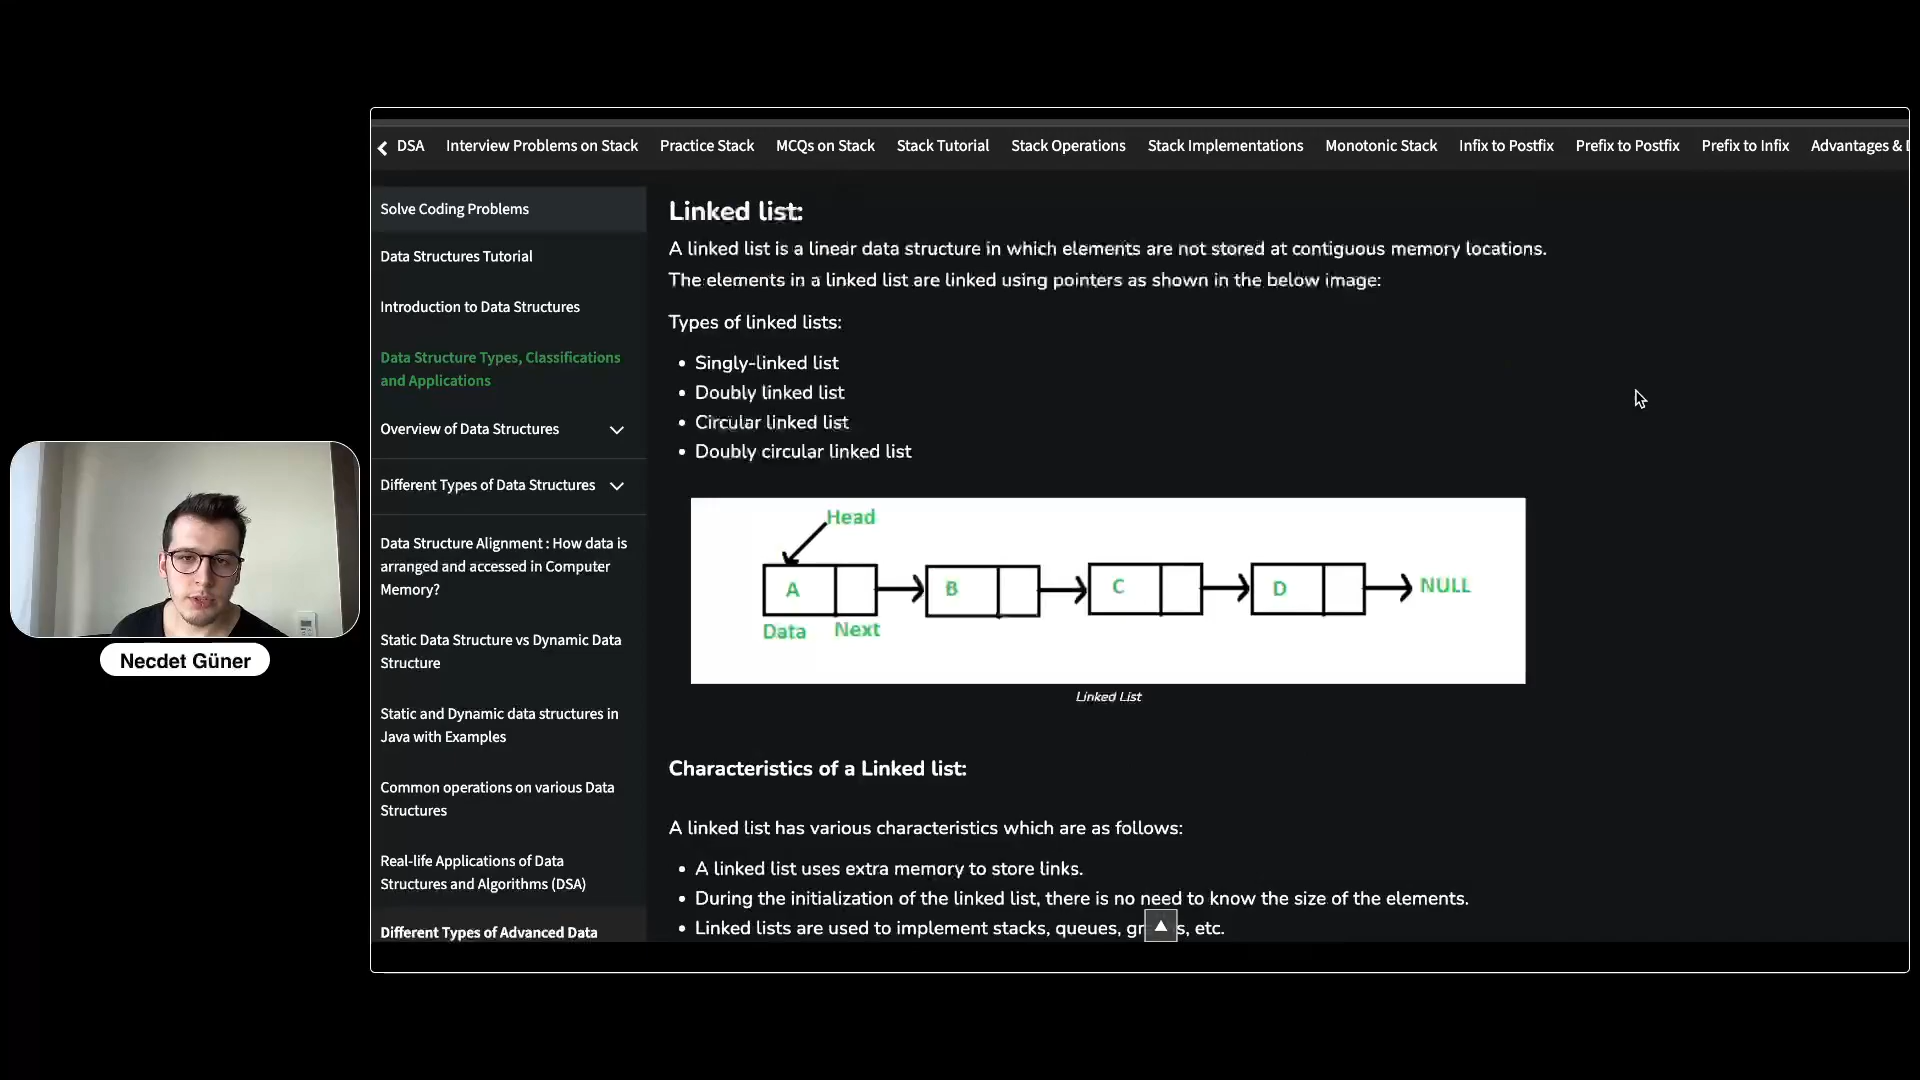 DSA Interview Problems on Stack Practice Stack MCQs on Stack Stack Tutorial Stack Operations Stack Implementations Monotonic Stack Infix to Postfix Prefix to Postfix Prefix to Infix Advantages &
Solve Coding Problems
Data Structures Tutorial
Introduction to Data Structures
Data Structure Types, Classifications
and Applications
Overview of Data Structures
Different Types of Data Structures
Data Structure Alignment : How data is
arranged and accessed in Computer
Memory?
Static Data Structure vs Dynamic Data
Structure
Static and Dynamic data structures in
Java with Examples
Common operations on various Data
Structures
Real-life Applications of Data
Structures and Algorithms (DSA)
Different Types of Advanced Data
Linked list:
A linked list is a linear data structure in which elements are not stored at contiguous memory locations.
The elements in a linked list are linked using pointers as shown in the below image:
Types of linked lists:
• Singly-linked list
• Doubly linked list
• Circular linked list
• Doubly circular linked list
Head
A B C D NULL
Data Next
Linked List
Characteristics of a Linked list:
A linked list has various characteristics which are as follows:
• A linked list uses extra memory to store links.
• During the initialization of the linked list, there is no need to know the size of the elements.
• Linked lists are used to implement stacks, queues, etc.
Necdet Güner